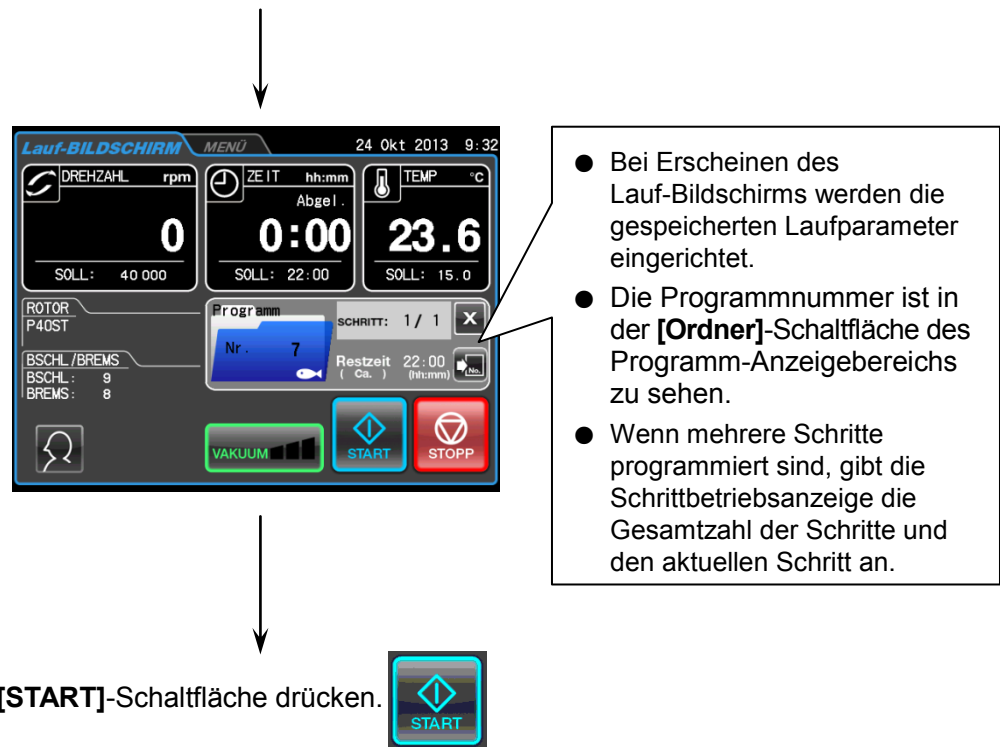 Lauf-BILDSCHIRM MENÜ 24 Okt 2013 9:32
DREHZAHL rpm
0
SOLL: 40 000
ZEIT hh:mm
Abgel.
0:00
SOLL: 22:00
TEMP °C
23.6
SOLL: 15.0
ROTOR
P40ST
BSCHL/BREMS
BSCHL: 9
BREMS: 8
Programm
Nr. 7
SCHRITT: 1/ 1 X
Restzeit 22:00
( Ca. ) (hh:mm) No.
VAKUUM
START
STOPP
● Bei Erscheinen des
Lauf-Bildschirms werden die
gespeicherten Laufparameter
eingerichtet.
● Die Programmnummer ist in
der [Ordner]-Schaltfläche des
Programm-Anzeigebereichs
zu sehen.
● Wenn mehrere Schritte
programmiert sind, gibt die
Schrittbetriebsanzeige die
Gesamtzahl der Schritte und
den aktuellen Schritt an.
[START]-Schaltfläche drücken.
START